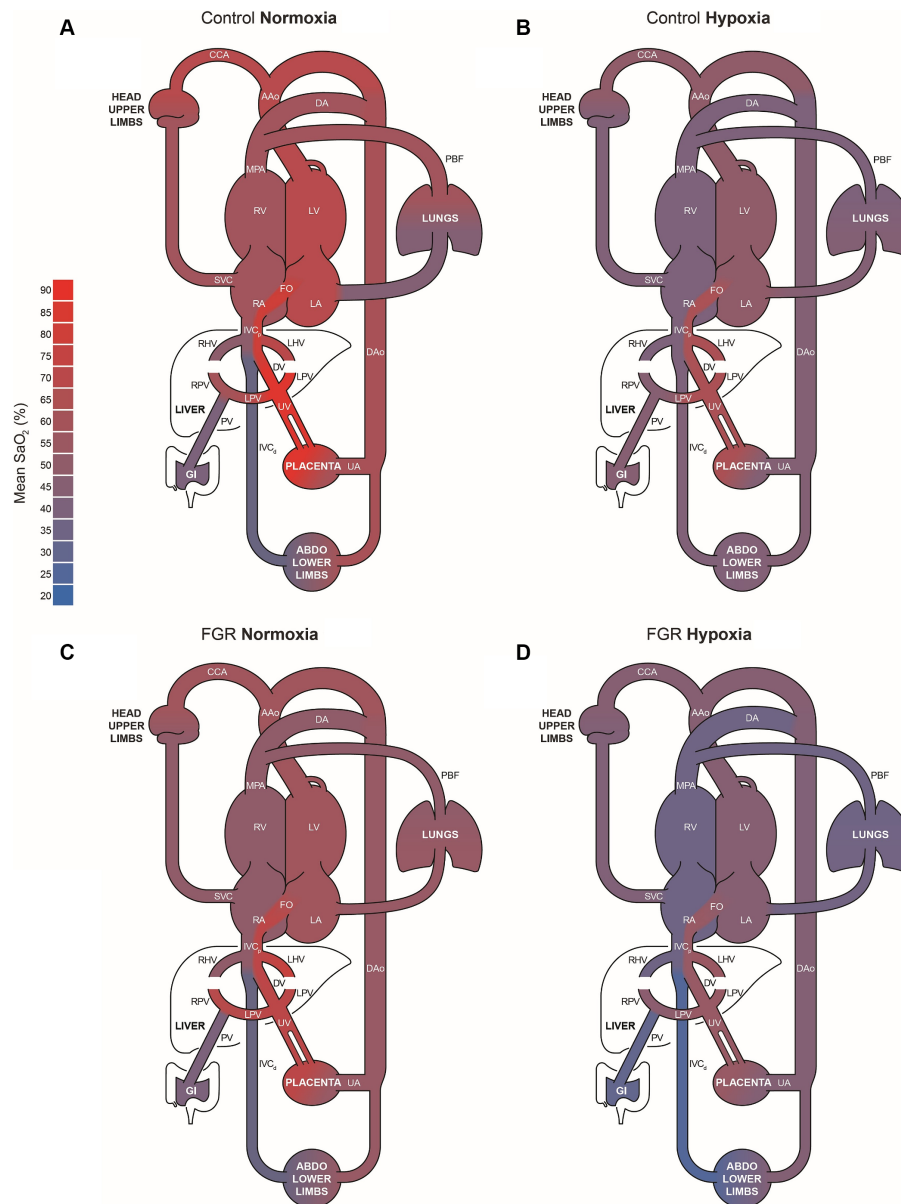 Control Normoxia
A
CCA
HEAD
UPPER
LIMBS
AAo
DA
MPA
PBF
RV
LV
LUNGS
SVC
FO
RA
LA
IVCp
RHV
LHV
DV
LPV
DAo
RPV
LPV
UV
LIVER
PV
IVCd
GI
PLACENTA
UA
ABDO
LOWER
LIMBS
Mean SaO2 (%)
90
85
80
75
70
65
60
55
50
45
40
35
30
25
20
Control Hypoxia
B
CCA
HEAD
UPPER
LIMBS
AAo
DA
MPA
PBF
RV
LV
LUNGS
SVC
FO
RA
LA
IVCp
RHV
LHV
DV
LPV
DAo
RPV
LPV
UV
LIVER
PV
IVCd
GI
PLACENTA
UA
ABDO
LOWER
LIMBS
FGR Normoxia
C
CCA
HEAD
UPPER
LIMBS
AAo
DA
MPA
PBF
RV
LV
LUNGS
SVC
FO
RA
LA
IVCp
RHV
LHV
DV
LPV
DAo
RPV
LPV
UV
LIVER
PV
IVCd
GI
PLACENTA
UA
ABDO
LOWER
LIMBS
FGR Hypoxia
D
CCA
HEAD
UPPER
LIMBS
AAo
DA
MPA
PBF
RV
LV
LUNGS
SVC
FO
RA
LA
IVCp
RHV
LHV
DV
LPV
DAo
RPV
LPV
UV
LIVER
PV
IVCd
GI
PLACENTA
UA
ABDO
LOWER
LIMBS